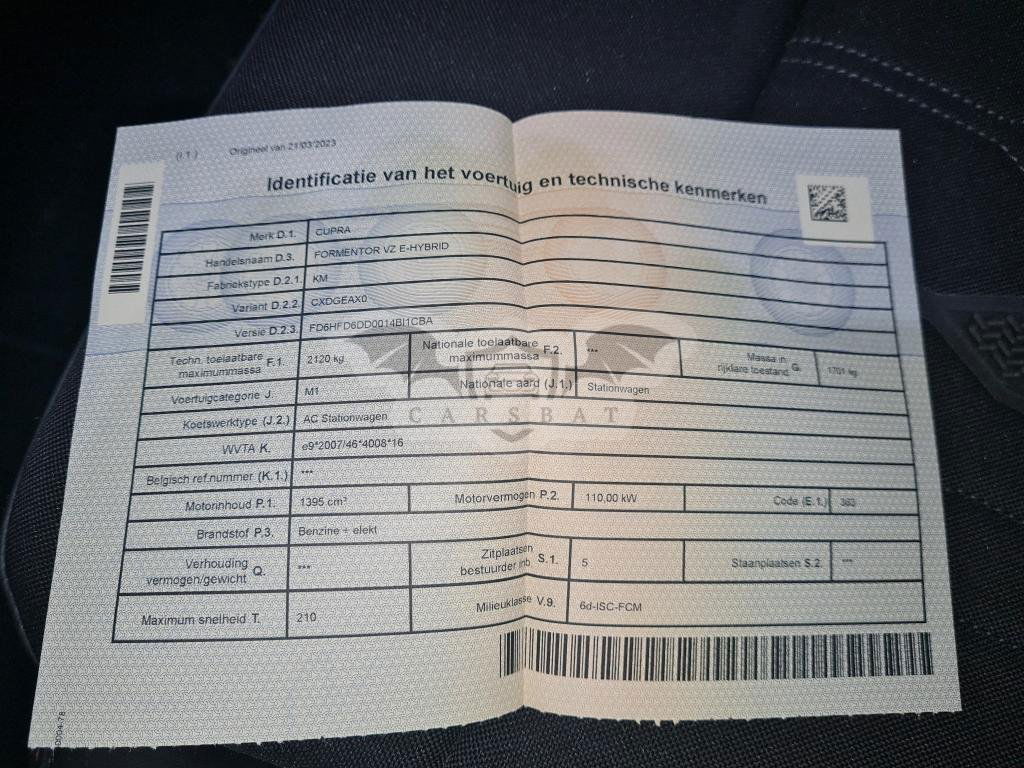 (I.1.) Origineel van 21/03/2023
Identificatie van het voertuig en technische kenmerken
Merk D.1. CUPRA
Handelsnaam D.3. FORMENTOR VZ E-HYBRID
Fabriekstype D.2.1. KM
Variant D.2.2. CXDGEAX0
Versie D.2.3. FD6HFD6DD0014BI1CBA
Techn. toelaatbare maximummassa F.1. 2120 kg Nationale toelaatbare maximummassa F.2. *** Massa in rijklare toestand G. 1701 kg
Voertuigcategorie J. M1 Nationale aard (J.1.) Stationwagen
Koetswerktype (J.2.) AC Stationwagen
CARSBAT
WVTA K. e9*2007/46*4008*16
Belgisch ref.nummer (K.1.) ***
Motorinhoud P.1. 1395 cm³ Motorvermogen P.2. 110,00 kW Code (E.1.) 383
Brandstof P.3. Benzine + elekt
Verhouding vermogen/gewicht Q. *** Zitplaatsen bestuurder inb S.1. 5 Staanplaatsen S.2. ***
Maximum snelheid T. 210 Milieuklasse V.9. 6d-ISC-FCM